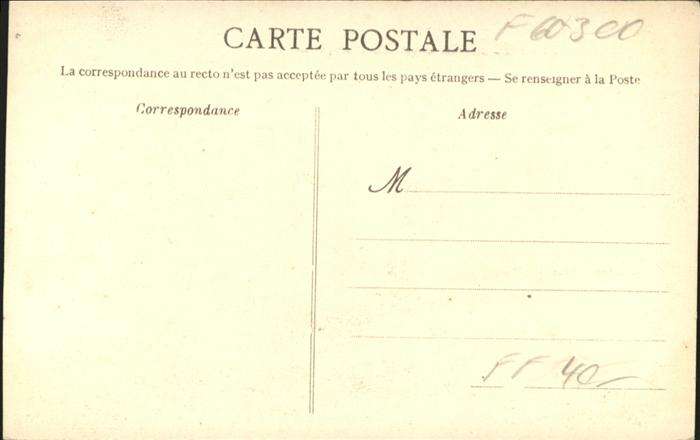 CARTE POSTALE
F 60300
La correspondance au recto n'est pas acceptée par tous les pays étrangers — Se renseigner à la Poste
Correspondance
Adresse
M
FF 40-